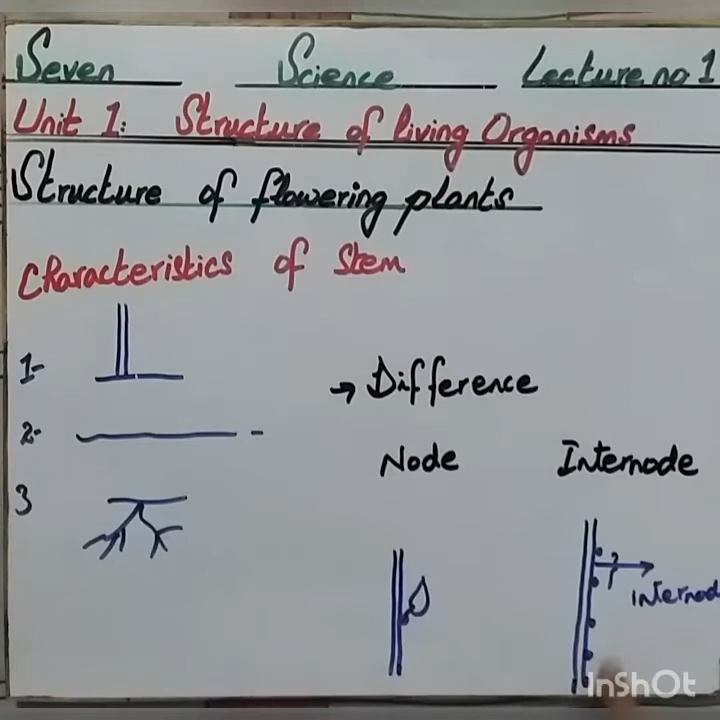 Seven Science Lecture no 1
Unit 1: Structure of living Organisms
Structure of flowering plants
Characteristics of Stem
1-
→ Difference
2-
Node Internode
3
Internod
InShOt